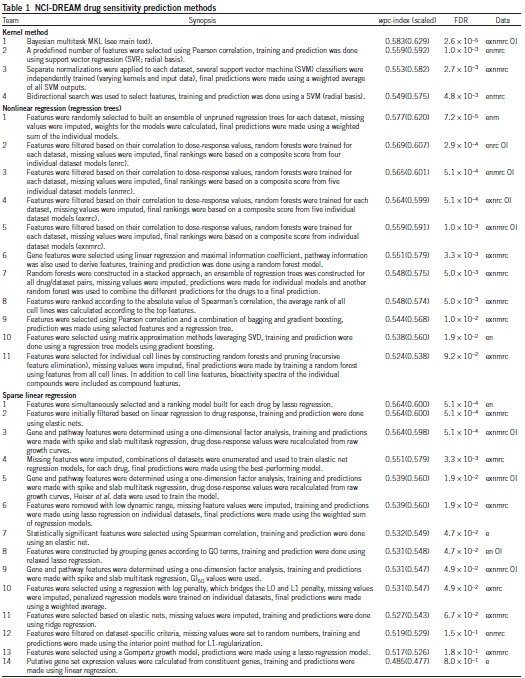 Table 1 NCI-DREAM drug sensitivity prediction methods
Team Synopsis wpc-index (scaled) FDR Data
Kernel method
1 Bayesian multitask MKL (see main text). 0.583(0.629) 2.6 × 10⁻⁶ exnmrc OI
2 A predefined number of features were selected using Pearson correlation, training and prediction was done 0.559(0.592) 1.0 × 10⁻³ enmrc
using support vector regression (SVR; radial basis).
3 Separate normalizations were applied to each dataset, several support vector machine (SVM) classifiers were 0.553(0.582) 2.7 × 10⁻³ exnmrc
independently trained (varying kernels and input data), final predictions were made using a weighted average
of all SVM outputs.
4 Bidirectional search was used to select features, training and prediction was done using a SVM (radial basis). 0.549(0.575) 4.8 × 10⁻³ enmrc
Nonlinear regression (regression trees)
1 Features were randomly selected to built an ensemble of unpruned regression trees for each dataset, missing 0.577(0.620) 7.2 × 10⁻⁶ enm
values were imputed, weights for the models were calculated, final predictions were made using a weighted
sum of the individual models.
2 Features were filtered based on their correlation to dose-response values, random forests were trained for 0.569(0.607) 2.9 × 10⁻⁴ enrc OI
each dataset, missing values were imputed, final rankings were based on a composite score from four
individual dataset models (enrc).
3 Features were filtered based on their correlation to dose-response values, random forests were trained for 0.565(0.601) 5.1 × 10⁻⁴ enmrc OI
each dataset, missing values were imputed, final rankings were based on a composite score from five
individual dataset models (enmrc).
4 Features were filtered based on their correlation to dose-response values, random forests were trained for each 0.564(0.599) 5.1 × 10⁻⁴ exnrc OI
dataset, missing values were imputed, final rankings were based on a composite score from five individual
dataset models (exnrc).
5 Features were filtered based on their correlation to dose-response values, random forests were trained for 0.559(0.591) 1.0 × 10⁻³ exnmrc OI
each dataset, missing values were imputed, final rankings were based on a composite score from individual
dataset models (exnmrc).
6 Gene features were selected using linear regression and maximal information coefficient, pathway information 0.551(0.579) 3.3 × 10⁻³ exnmrc
was also used to derive features, training and prediction was done using a random forest model.
7 Random forests were constructed in a stacked approach, an ensemble of regression trees was constructed for 0.548(0.575) 5.0 × 10⁻³ exnmrc
all drug/dataset pairs, missing values were imputed, predictions were made for individual models and another
random forest was used to combine the different predictions for the drugs to a final prediction.
8 Features were ranked according to the absolute value of Spearman's correlation, the average rank of all 0.548(0.574) 5.0 × 10⁻³ exnmrc
cell lines was calculated according to the top features.
9 Features were selected using Pearson correlation and a combination of bagging and gradient boosting, 0.544(0.568) 1.0 × 10⁻² exnmrc
prediction was made using selected features and a regression tree.
10 Features were selected using matrix approximation methods leveraging SVD, training and prediction were 0.538(0.560) 1.9 × 10⁻² en
done using a regression tree models using gradient boosting.
11 Features were selected for individual cell lines by constructing random forests and pruning (recursive 0.524(0.538) 9.2 × 10⁻² exnmrc
feature elimination), missing values were imputed, final predictions were made by training a random forest
using features from all cell lines. In addition to cell line features, bioactivity spectra of the individual
compounds were included as compound features.
Sparse linear regression
1 Features were simultaneously selected and a ranking model built for each drug by lasso regression. 0.564(0.600) 5.1 × 10⁻⁴ en
2 Features were initially filtered based on linear regression to drug response, training and prediction were done 0.564(0.600) 5.1 × 10⁻⁴ exnmrc
using elastic nets.
3 Gene and pathway features were determined using a one-dimensional factor analysis, training and predictions 0.564(0.598) 5.1 × 10⁻⁴ exnmrc OI
were made with spike and slab multitask regression, drug dose-response values were recalculated from raw
growth curves.
4 Missing features were imputed, combinations of datasets were enumerated and used to train elastic net 0.551(0.579) 3.3 × 10⁻³ exmrc
regression models, for each drug, final predictions were made using the best-performing model.
5 Gene and pathway features were determined using a one-dimension factor analysis, training and predictions 0.539(0.560) 1.9 × 10⁻² exnmrc OI
were made with spike and slab multitask regression, drug dose-response values were recalculated from raw
growth curves, Heiser et al. data were used to train the model.
6 Features were removed with low dynamic range, missing feature values were imputed, training and predictions 0.539(0.560) 1.9 × 10⁻² exnmrc
were made using lasso regression on individual datasets, final predictions were made using the weighted sum
of regression models.
7 Statistically significant features were selected using Spearman correlation, training and prediction were done 0.532(0.549) 4.7 × 10⁻² e
using an elastic net.
8 Features were constructed by grouping genes according to GO terms, training and prediction were done using 0.531(0.548) 4.7 × 10⁻² en OI
relaxed lasso regression.
9 Gene and pathway features were determined using a one-dimension factor analysis, training and predictions 0.531(0.547) 4.9 × 10⁻² exnmrc OI
were made with spike and slab multitask regression, GI₅₀ values were used.
10 Features were selected using a regression with log penalty, which bridges the L0 and L1 penalty, missing values 0.531(0.547) 4.9 × 10⁻² enrc
were imputed, penalized regression models were trained on individual datasets, final predictions were made
using a weighted average.
11 Features were selected based on elastic nets, missing values were imputed, training and predictions were done 0.527(0.543) 6.7 × 10⁻² exnmrc
using ridge regression.
12 Features were filtered on dataset-specific criteria, missing values were set to random numbers, training and 0.519(0.529) 1.5 × 10⁻¹ enmrc
predictions were made using the interior point method for L1-regularization.
13 Features were selected using a Gompertz growth model, predictions were made using a lasso regression model. 0.517(0.526) 1.8 × 10⁻¹ exnmrc
14 Putative gene set expression values were calculated from constituent genes, training and predictions were 0.485(0.477) 8.0 × 10⁻¹ e
made using linear regression.